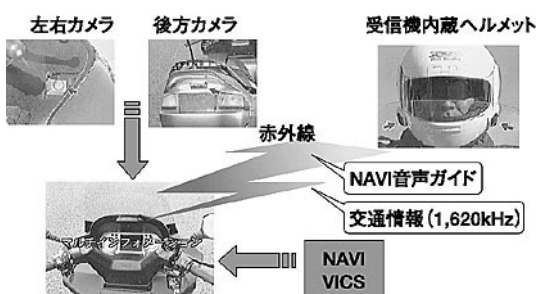 左右カメラ
後方カメラ
受信機内蔵ヘルメット
赤外線
NAVI音声ガイド
交通情報(1,620kHz)
マルチインフォメーション
NAVI
VICS